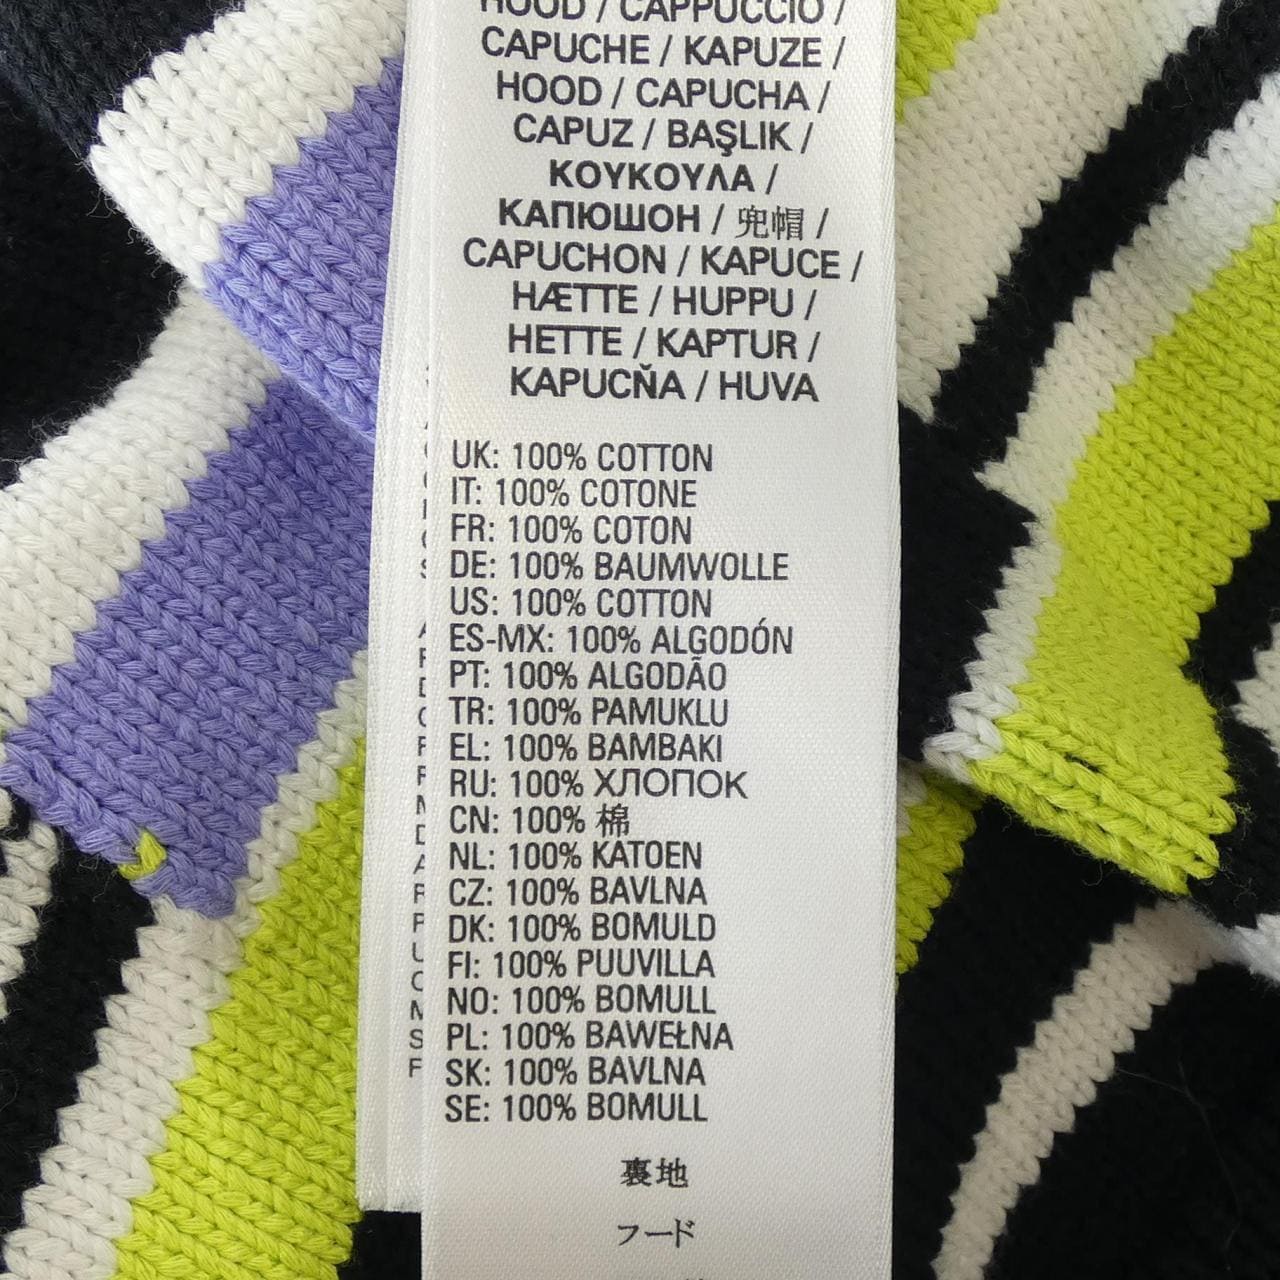 HOOD / CAPPUCCIO /
CAPUCHE / KAPUZE /
HOOD / CAPUCHA /
CAPUZ / BAŞLIK /
ΚΟΥΚΟΥΛΑ /
КАПЮШОН / 兜帽 /
CAPUCHON / KAPUCE /
HÆTTE / HUPPU /
HETTE / KAPTUR /
KAPUCŇA / HUVA
UK: 100% COTTON
IT: 100% COTONE
FR: 100% COTON
DE: 100% BAUMWOLLE
US: 100% COTTON
ES-MX: 100% ALGODÓN
PT: 100% ALGODÃO
TR: 100% PAMUKLU
EL: 100% BAMBAKI
RU: 100% ХЛОПОК
CN: 100% 棉
NL: 100% KATOEN
CZ: 100% BAVLNA
DK: 100% BOMULD
FI: 100% PUUVILLA
NO: 100% BOMULL
PL: 100% BAWEŁNA
SK: 100% BAVLNA
SE: 100% BOMULL
裏地
フード